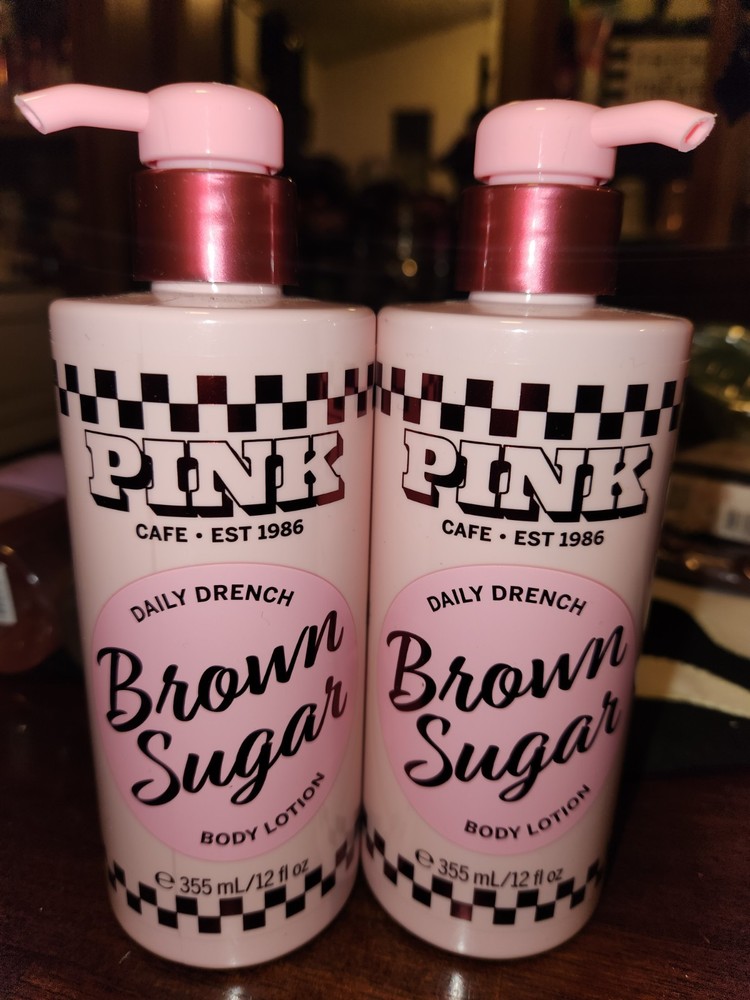 PINK
CAFE • EST 1986
DAILY DRENCH
Brown
Sugar
BODY LOTION
℮ 355 mL/12 fl oz
PINK
CAFE • EST 1986
DAILY DRENCH
Brown
Sugar
BODY LOTION
℮ 355 mL/12 fl oz